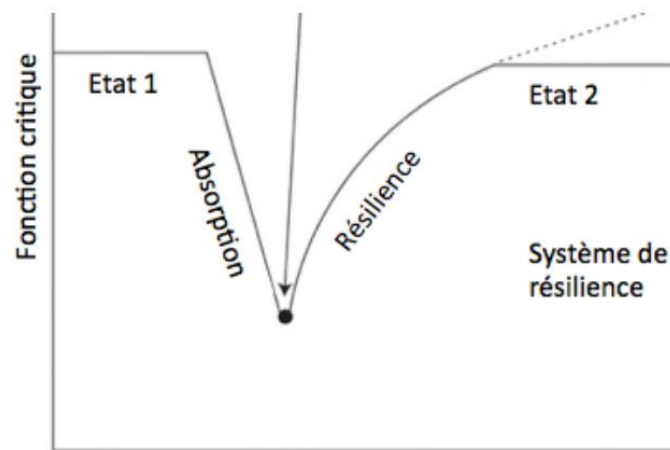 Fonction critique
Etat 1
Absorption
Résilience
Etat 2
Système de
résilience